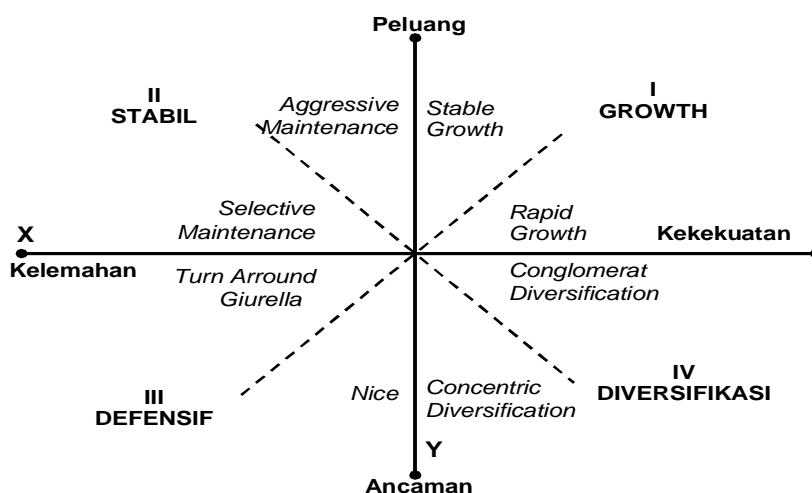 Peluang
II
STABIL
Aggressive
Maintenance
Stable
Growth
I
GROWTH
Selective
Maintenance
Rapid
Growth
X
Kelemahan
Kekekuatan
Turn Arround
Giurella
Conglomerat
Diversification
III
DEFENSIF
Nice
Concentric
Diversification
IV
DIVERSIFIKASI
Y
Ancaman